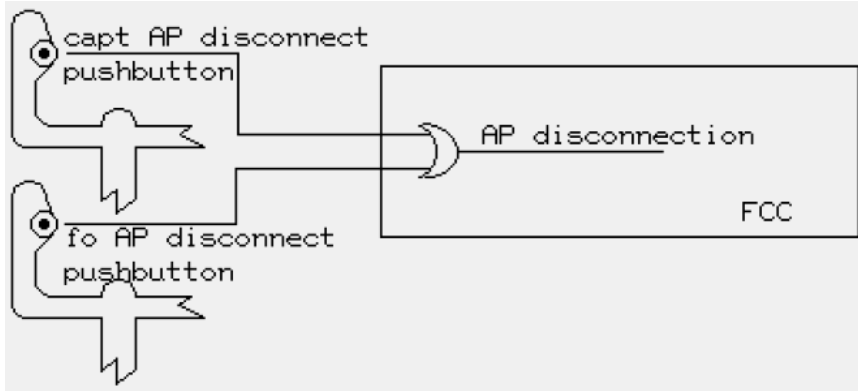 capt AP disconnect
pushbutton
AP disconnection
FCC
fo AP disconnect
pushbutton